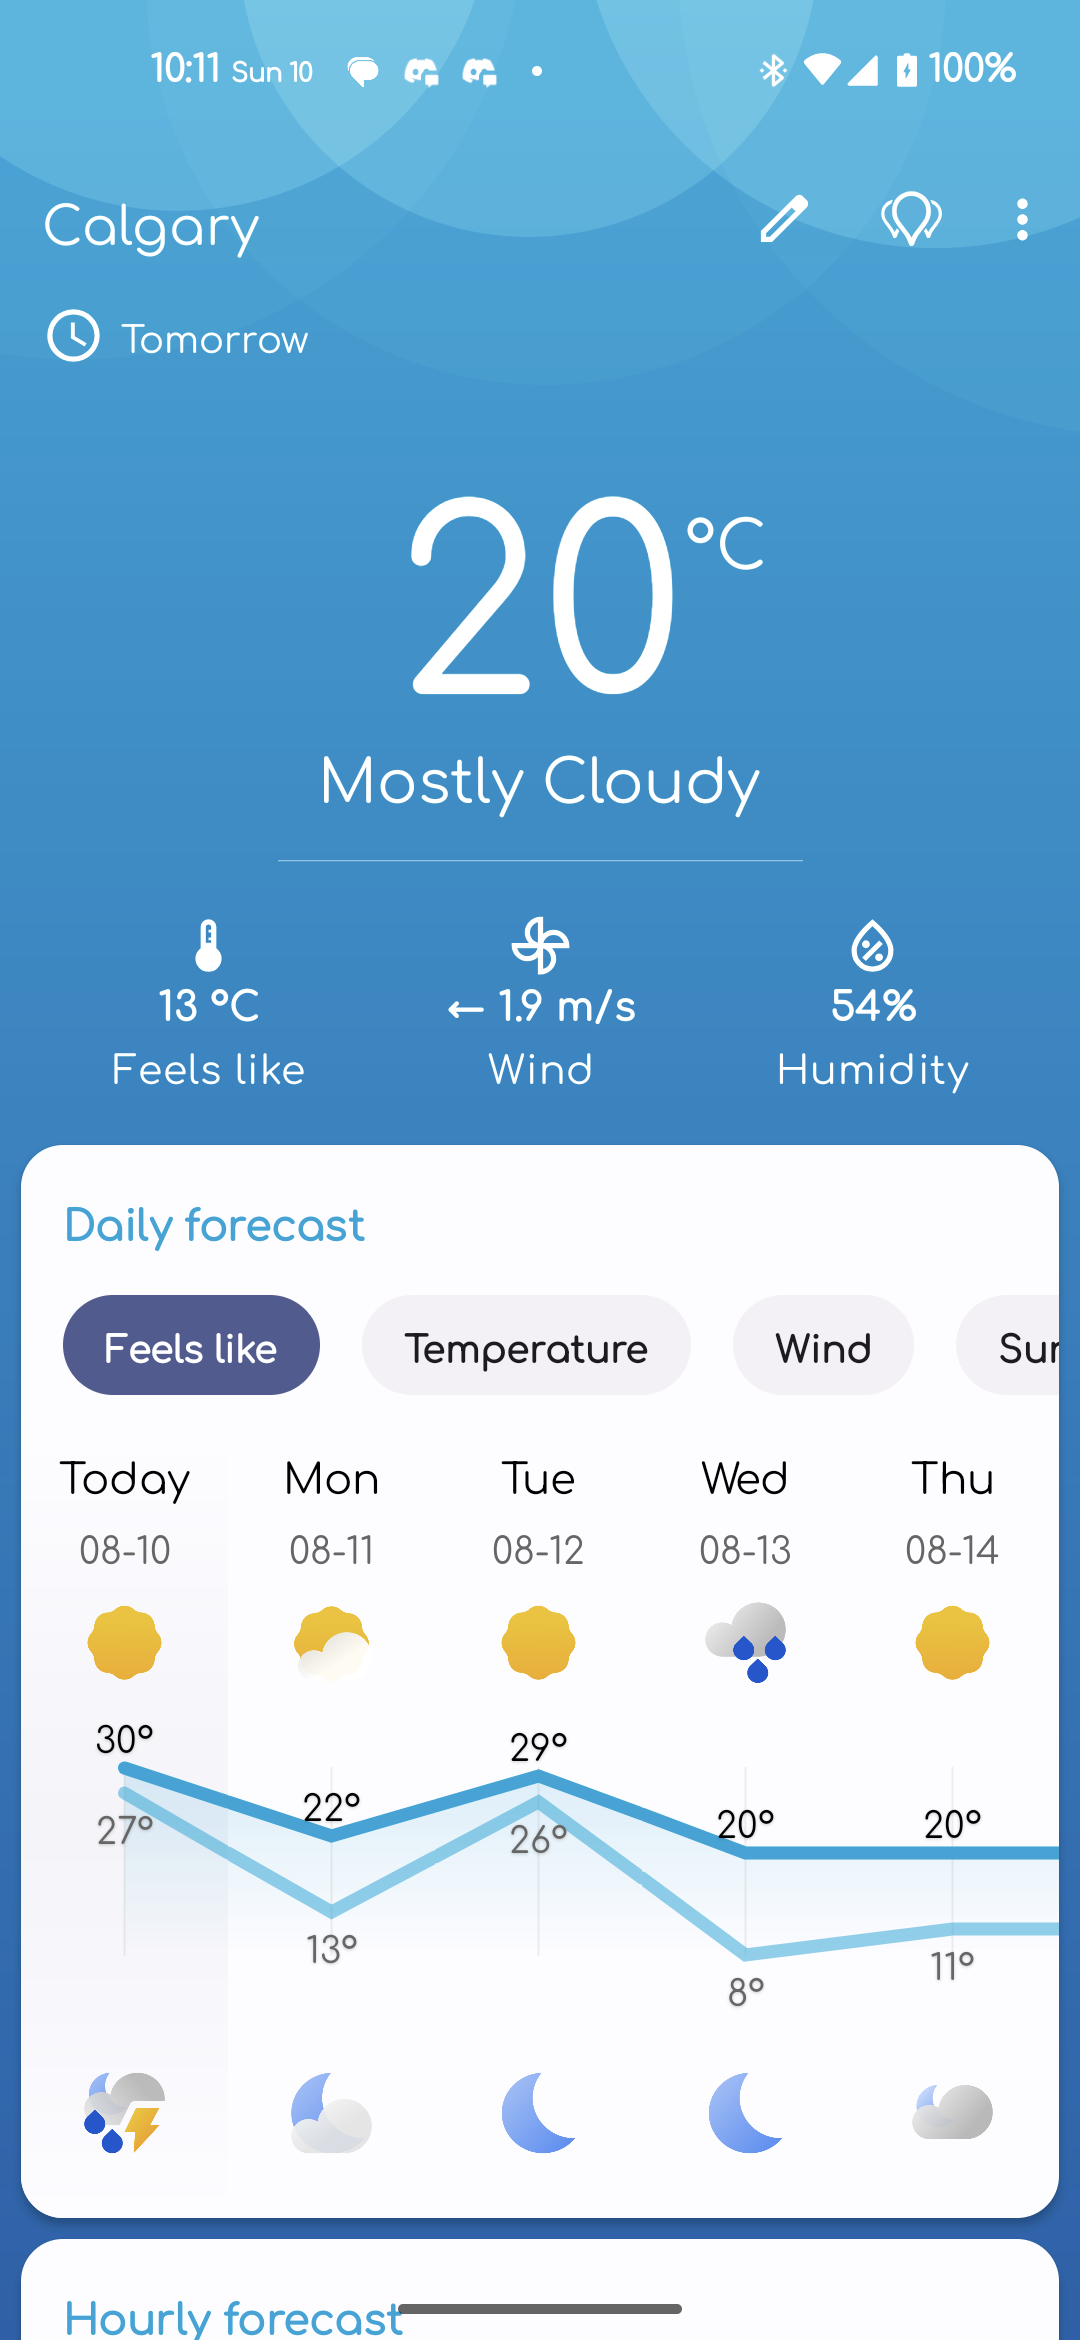 10:11 Sun 10 100%
Calgary
Tomorrow
20°C
Mostly Cloudy
13 °C ← 1.9 m/s 54%
Feels like Wind Humidity
Daily forecast
Feels like Temperature Wind Sun
Today Mon Tue Wed Thu
08-10 08-11 08-12 08-13 08-14
30° 22° 29° 20° 20°
27° 13° 26° 8° 11°
Hourly forecast